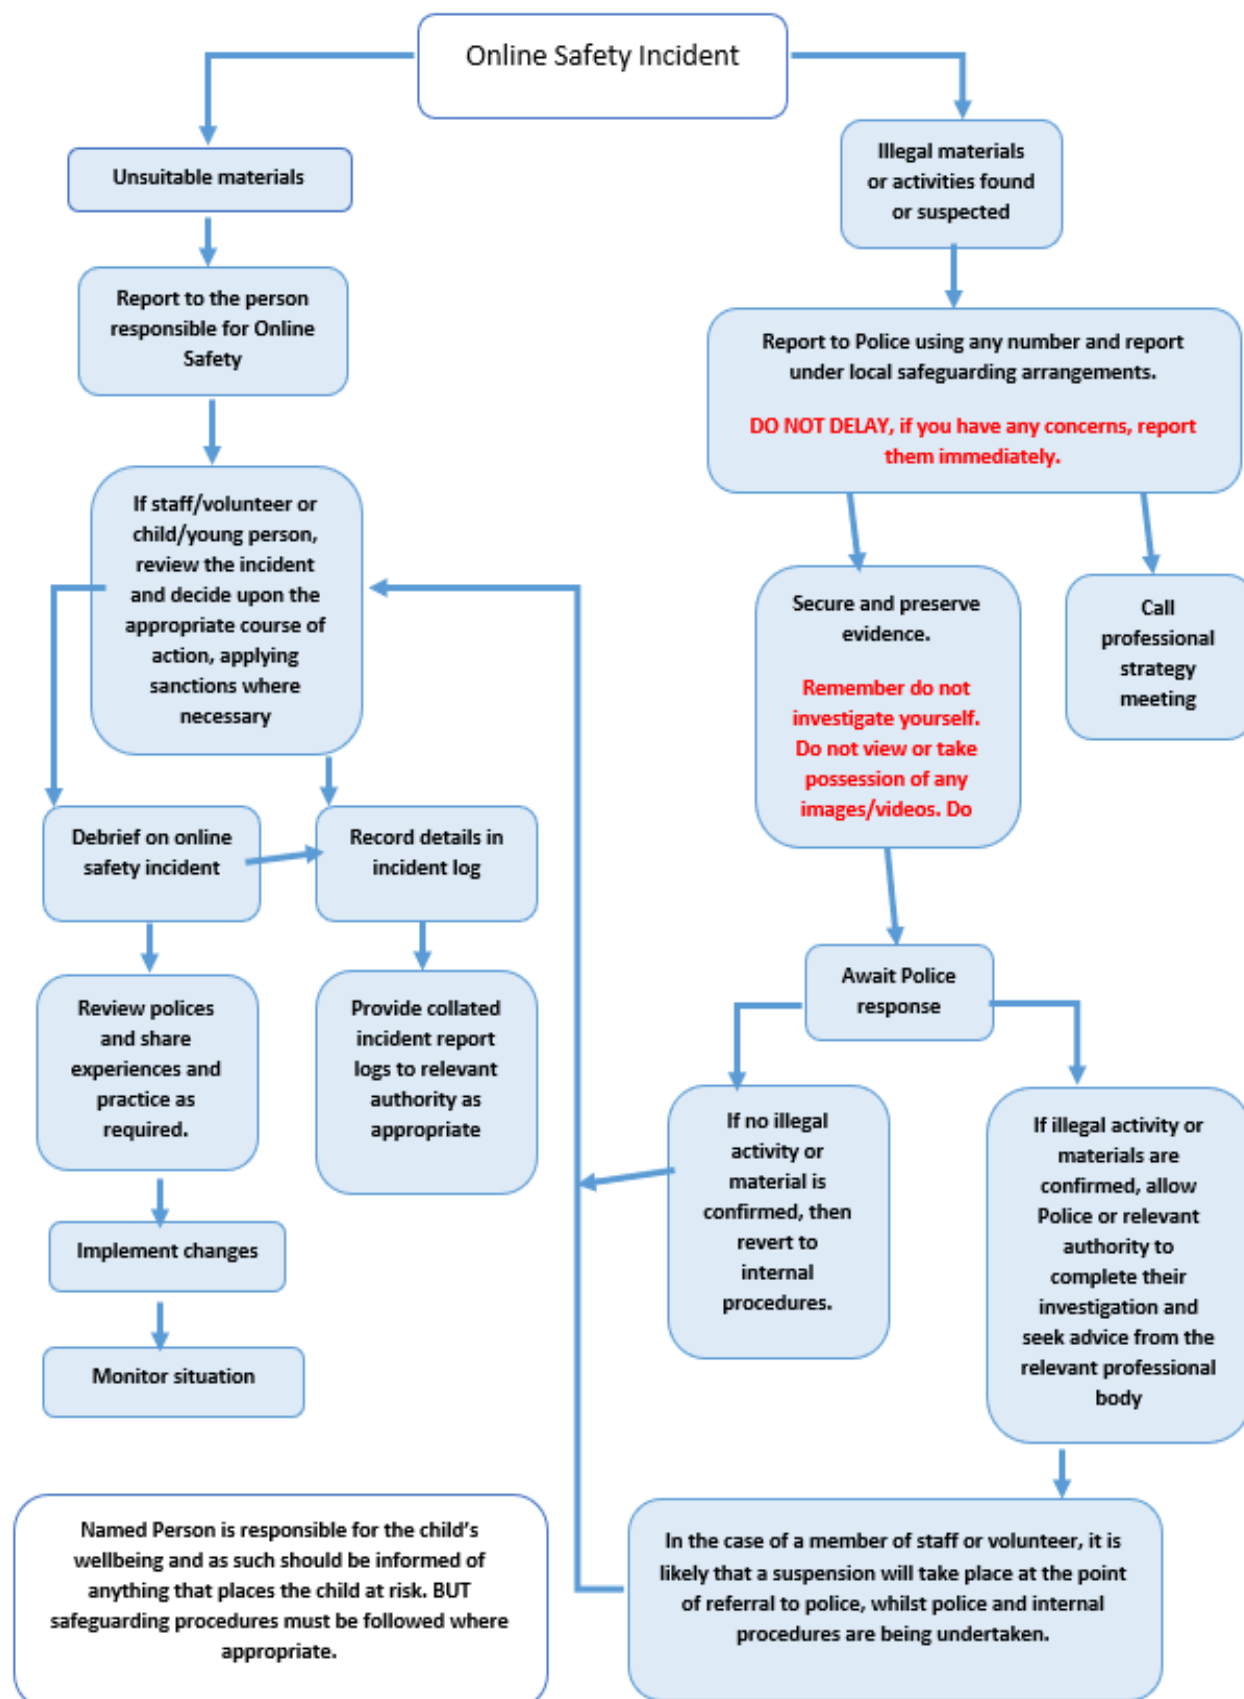 Online Safety Incident
Unsuitable materials
Illegal materials
or activities found
or suspected
Report to the person
responsible for Online
Safety
Report to Police using any number and report
under local safeguarding arrangements.
DO NOT DELAY, if you have any concerns, report
them immediately.
If staff/volunteer or
child/young person,
review the incident
and decide upon the
appropriate course of
action, applying
sanctions where
necessary
Secure and preserve
evidence.
Remember do not
investigate yourself.
Do not view or take
possession of any
images/videos. Do
Call
professional
strategy
meeting
Debrief on online
safety incident
Record details in
incident log
Review polices
and share
experiences and
practice as
required.
Provide collated
incident report
logs to relevant
authority as
appropriate
Await Police
response
If no illegal
activity or
material is
confirmed, then
revert to
internal
procedures.
If illegal activity or
materials are
confirmed, allow
Police or relevant
authority to
complete their
investigation and
seek advice from the
relevant professional
body
Implement changes
Monitor situation
Named Person is responsible for the child's
wellbeing and as such should be informed of
anything that places the child at risk. BUT
safeguarding procedures must be followed where
appropriate.
In the case of a member of staff or volunteer, it is
likely that a suspension will take place at the point
of referral to police, whilst police and internal
procedures are being undertaken.